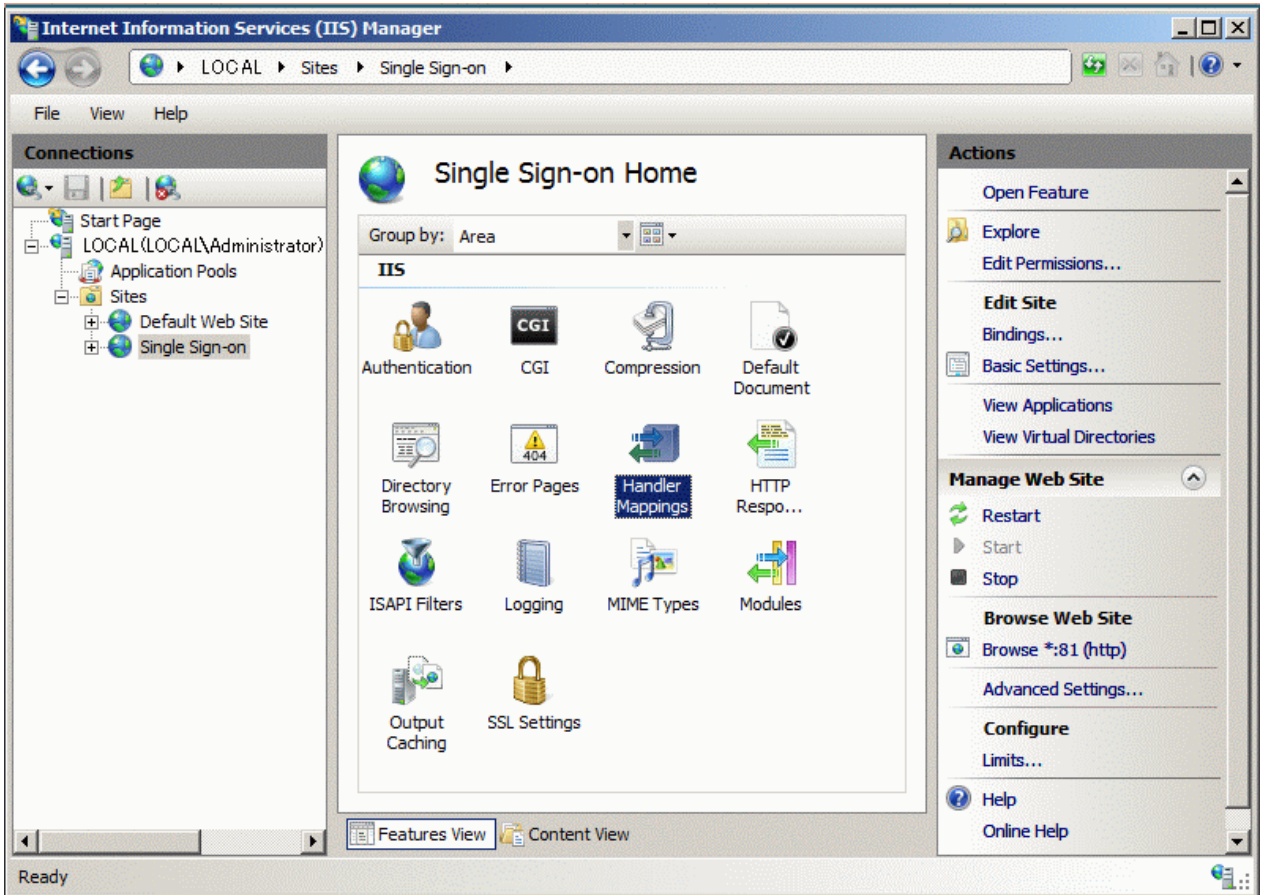 Internet Information Services (IIS) Manager
LOCAL Sites Single Sign-on
File View Help
Connections
Start Page
LOCAL(LOCAL\Administrator)
Application Pools
Sites
Default Web Site
Single Sign-on
Single Sign-on Home
Group by: Area
IIS
Authentication
CGI
CGI
Compression
Default
Document
Directory
Browsing
404
Error Pages
Handler
Mappings
HTTP
Respo...
ISAPI Filters
Logging
MIME Types
Modules
Output
Caching
SSL Settings
Features View
Content View
Actions
Open Feature
Explore
Edit Permissions...
Edit Site
Bindings...
Basic Settings...
View Applications
View Virtual Directories
Manage Web Site
Restart
Start
Stop
Browse Web Site
Browse *:81 (http)
Advanced Settings...
Configure
Limits...
Help
Online Help
Ready